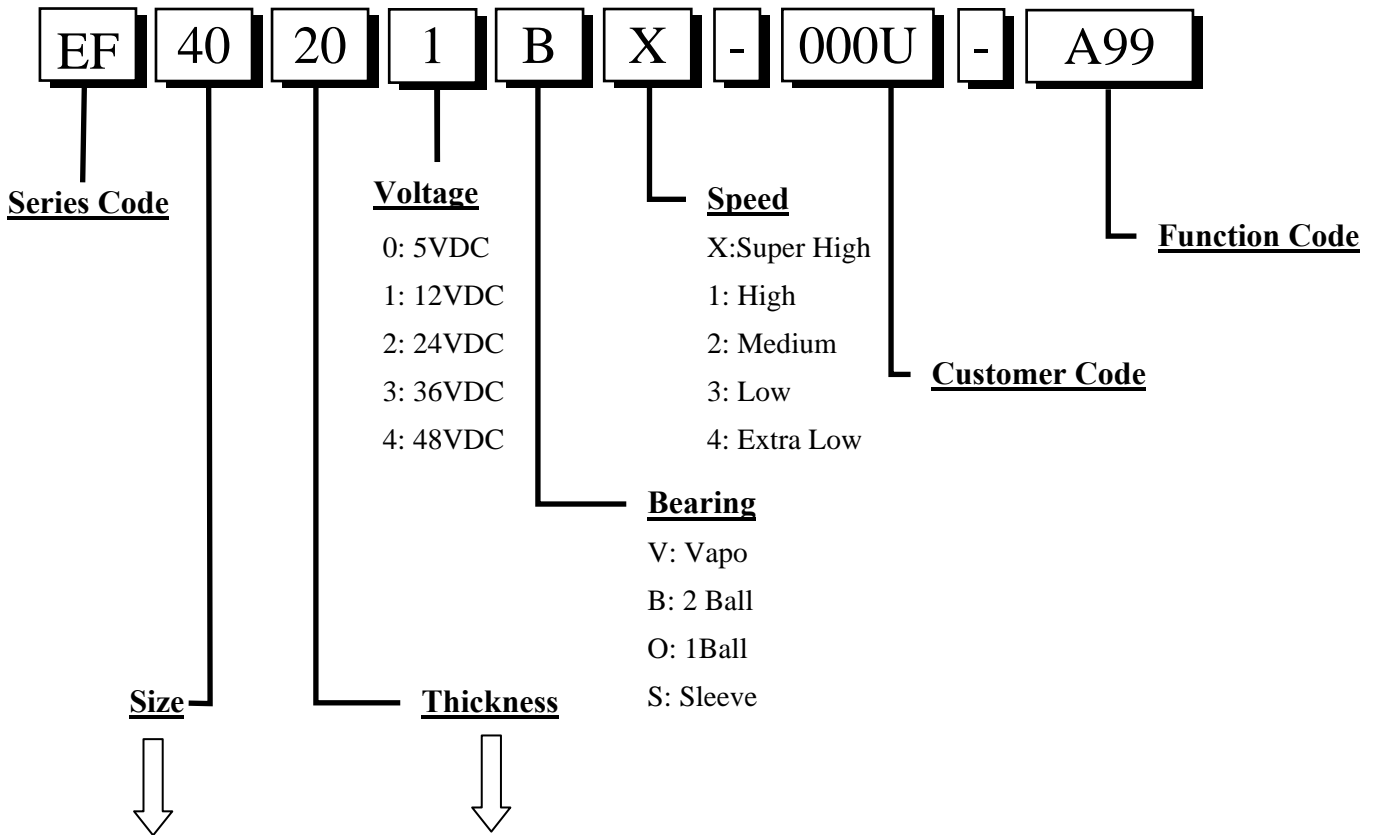 EF 40 20 1 B X - 000U - A99
Series Code
Voltage
0: 5VDC
1: 12VDC
2: 24VDC
3: 36VDC
4: 48VDC
Speed
X:Super High
1: High
2: Medium
3: Low
4: Extra Low
Function Code
Customer Code
Bearing
V: Vapo
B: 2 Ball
O: 1Ball
S: Sleeve
Size
Thickness